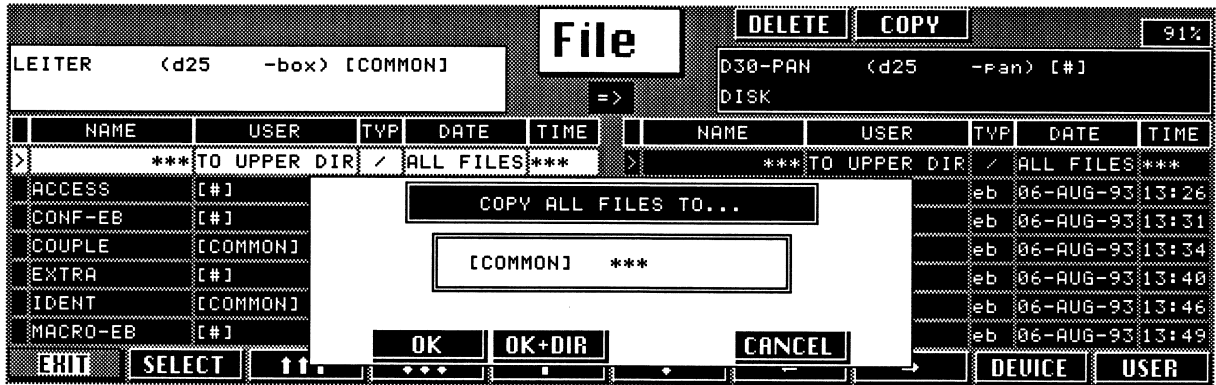 File
DELETE COPY
91%
LEITER (d25 -box) [COMMON]
D30-PAN (d25 -pan) [#]
=>
DISK
NAME USER TYP DATE TIME NAME USER TYP DATE TIME
> *** TO UPPER DIR / ALL FILES *** > *** TO UPPER DIR / ALL FILES ***
ACCESS [#] eb 06-AUG-93 13:26
CONF-EB [#] eb 06-AUG-93 13:31
COUPLE [COMMON] eb 06-AUG-93 13:34
EXTRA [#] eb 06-AUG-93 13:40
IDENT [COMMON] eb 06-AUG-93 13:46
MACRO-EB [#] eb 06-AUG-93 13:49
COPY ALL FILES TO...
[COMMON] ***
OK OK+DIR CANCEL
EXIT SELECT DEVICE USER